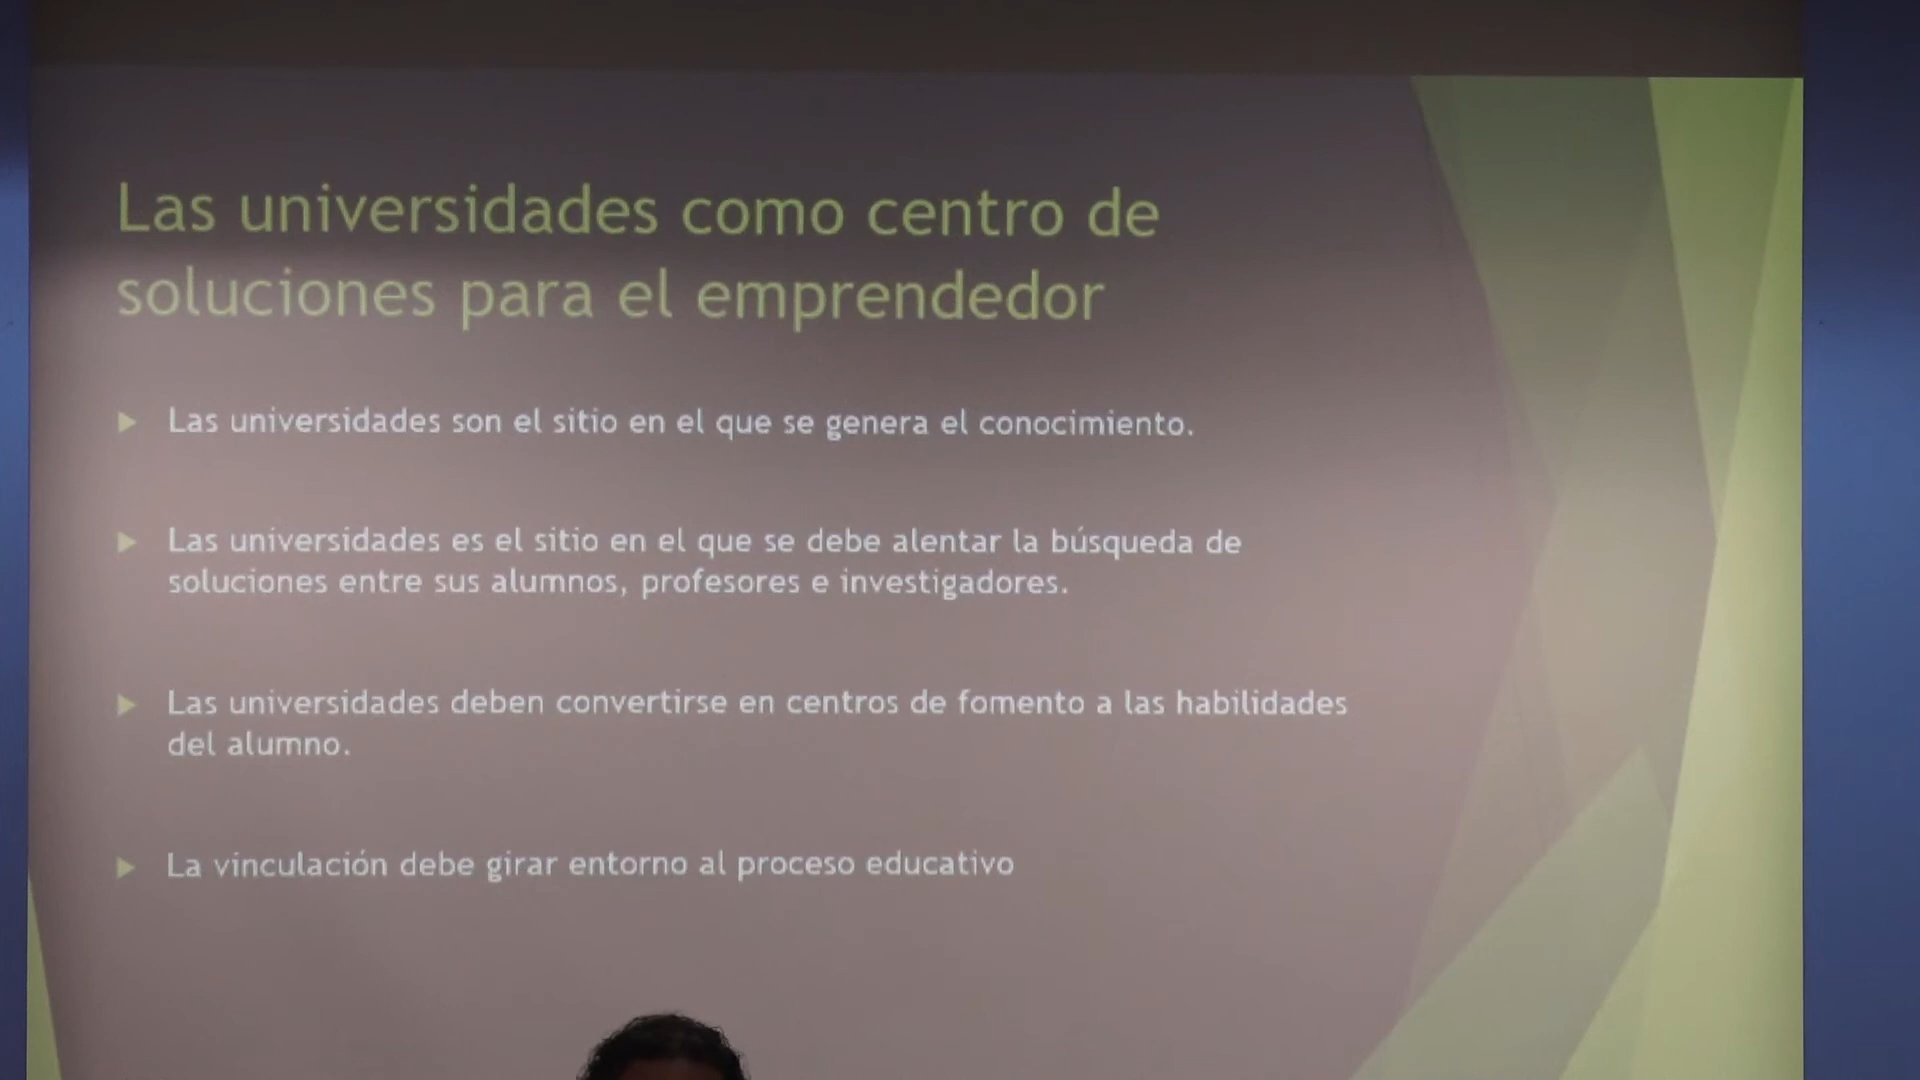 Las universidades como centro de
soluciones para el emprendedor
Las universidades son el sitio en el que se genera el conocimiento.
Las universidades es el sitio en el que se debe alentar la búsqueda de
soluciones entre sus alumnos, profesores e investigadores.
Las universidades deben convertirse en centros de fomento a las habilidades
del alumno.
La vinculación debe girar entorno al proceso educativo